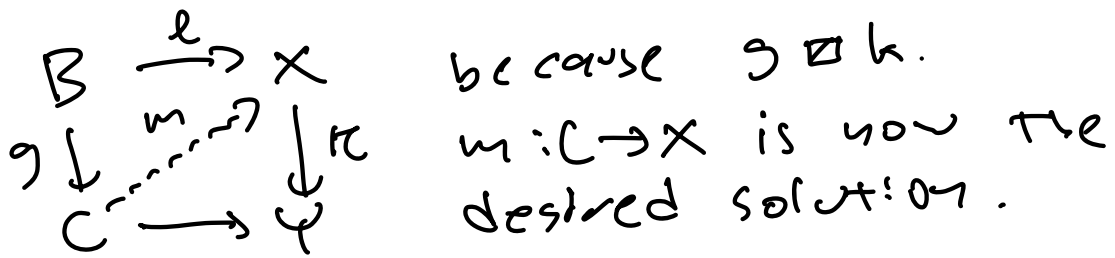 B l X because g ⧄ k.
g m k m : C → X is now the
C Y desired solution.